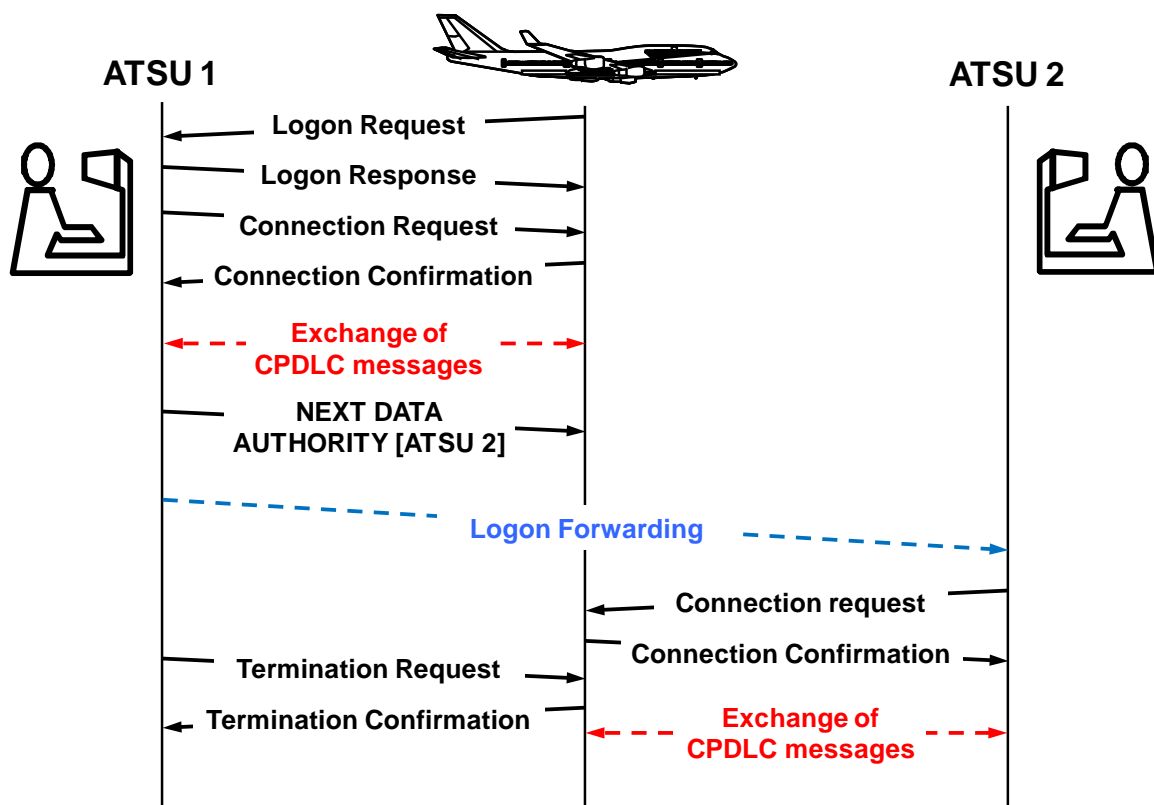 ATSU 1
ATSU 2
Logon Request
Logon Response
Connection Request
Connection Confirmation
Exchange of
CPDLC messages
NEXT DATA
AUTHORITY [ATSU 2]
Logon Forwarding
Connection request
Connection Confirmation
Termination Request
Termination Confirmation
Exchange of
CPDLC messages